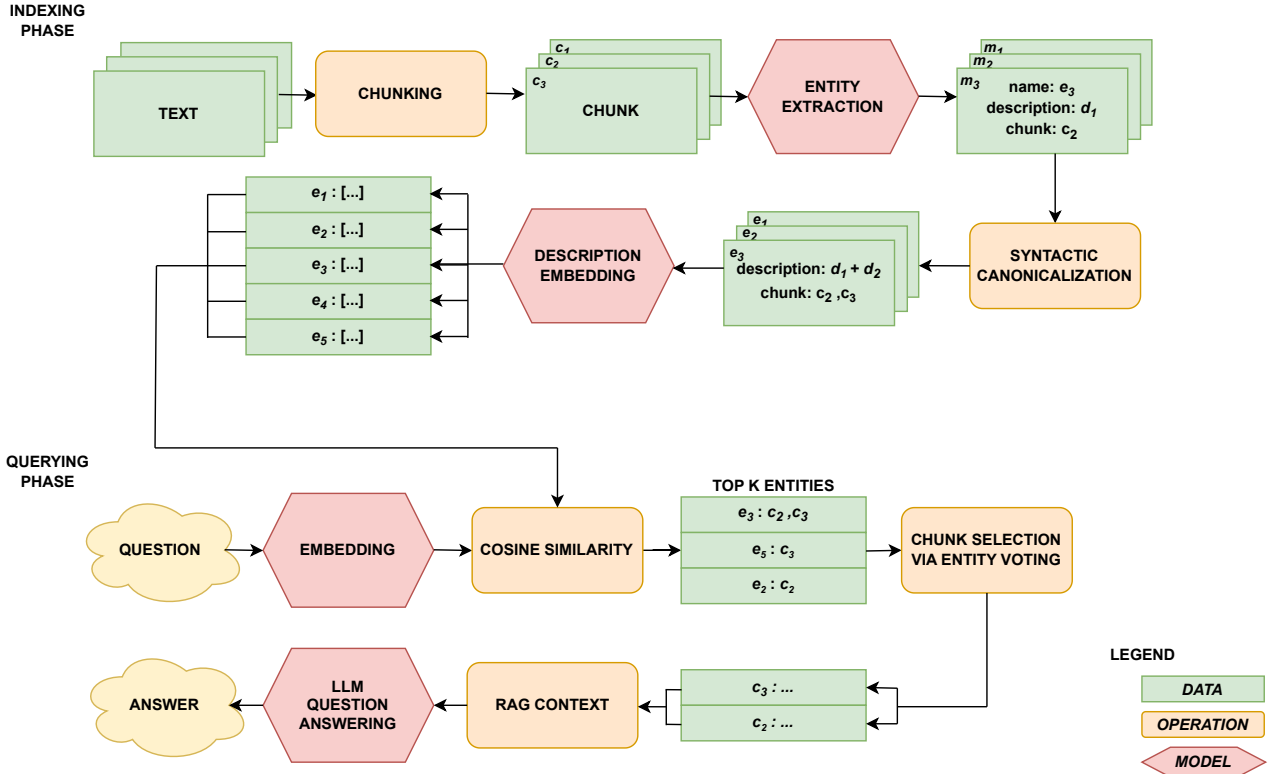 INDEXING
PHASE
TEXT
CHUNKING
c1
c2
c3
CHUNK
ENTITY
EXTRACTION
m1
m2
m3
name: e3
description: d1
chunk: c2
e1 : [...]
e2 : [...]
e3 : [...]
e4 : [...]
e5 : [...]
DESCRIPTION
EMBEDDING
e1
e2
e3
description: d1 + d2
chunk: c2 ,c3
SYNTACTIC
CANONICALIZATION
QUERYING
PHASE
QUESTION
EMBEDDING
COSINE SIMILARITY
TOP K ENTITIES
e3 : c2 ,c3
e5 : c3
e2 : c2
CHUNK SELECTION
VIA ENTITY VOTING
ANSWER
LLM
QUESTION
ANSWERING
RAG CONTEXT
c3 : ...
c2 : ...
LEGEND
DATA
OPERATION
MODEL